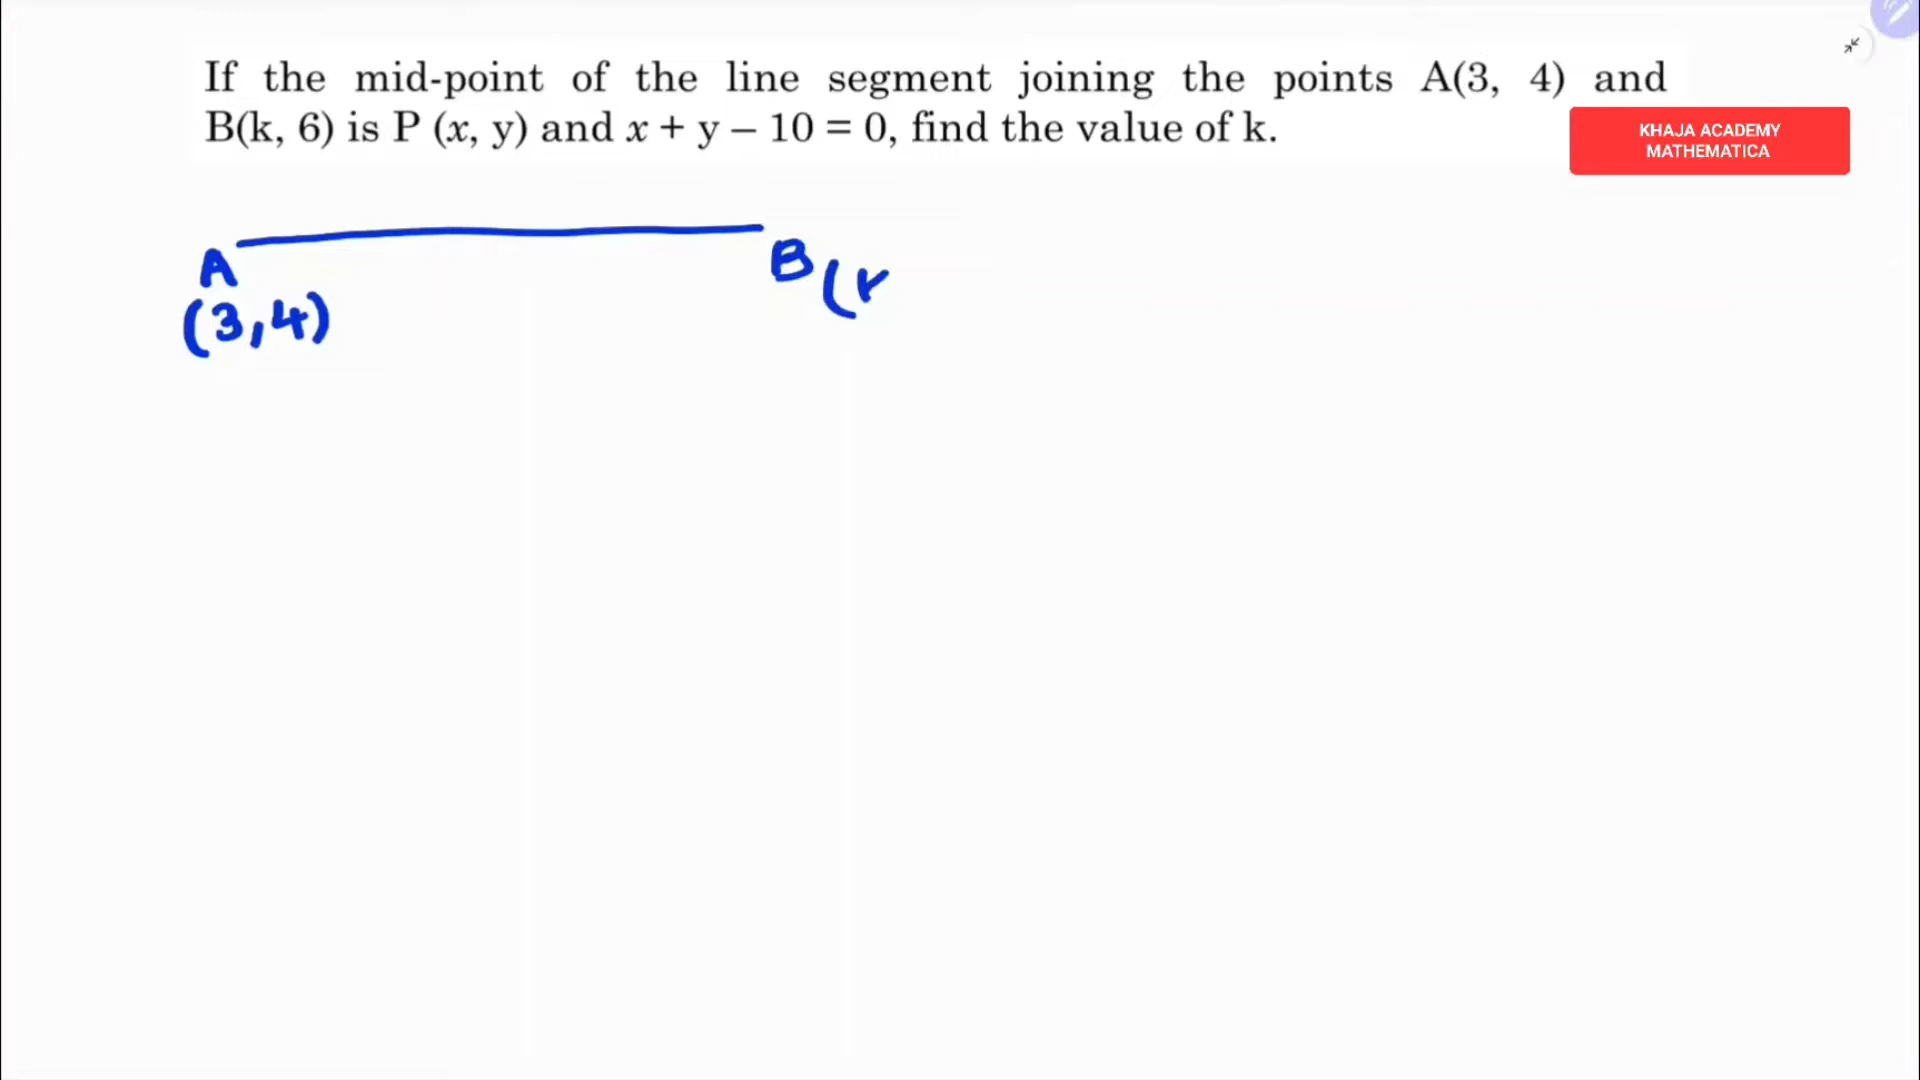 If the mid-point of the line segment joining the points A(3, 4) and
B(k, 6) is P (x, y) and x + y – 10 = 0, find the value of k.
KHAJA ACADEMY
MATHEMATICA
A
B (k
(3,4)